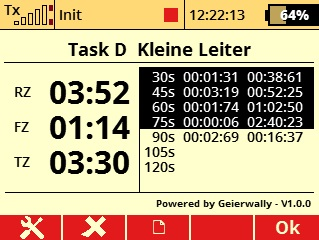 Tx Init 12:22:13 64%
Task D Kleine Leiter
RZ 03:52
FZ 01:14
TZ 03:30
30s 00:01:31 00:38:61
45s 00:03:19 00:52:25
60s 00:01:74 01:02:50
75s 00:00:06 02:40:23
90s 00:02:69 00:16:37
105s
120s
Powered by Geierwally - V1.0.0
Ok